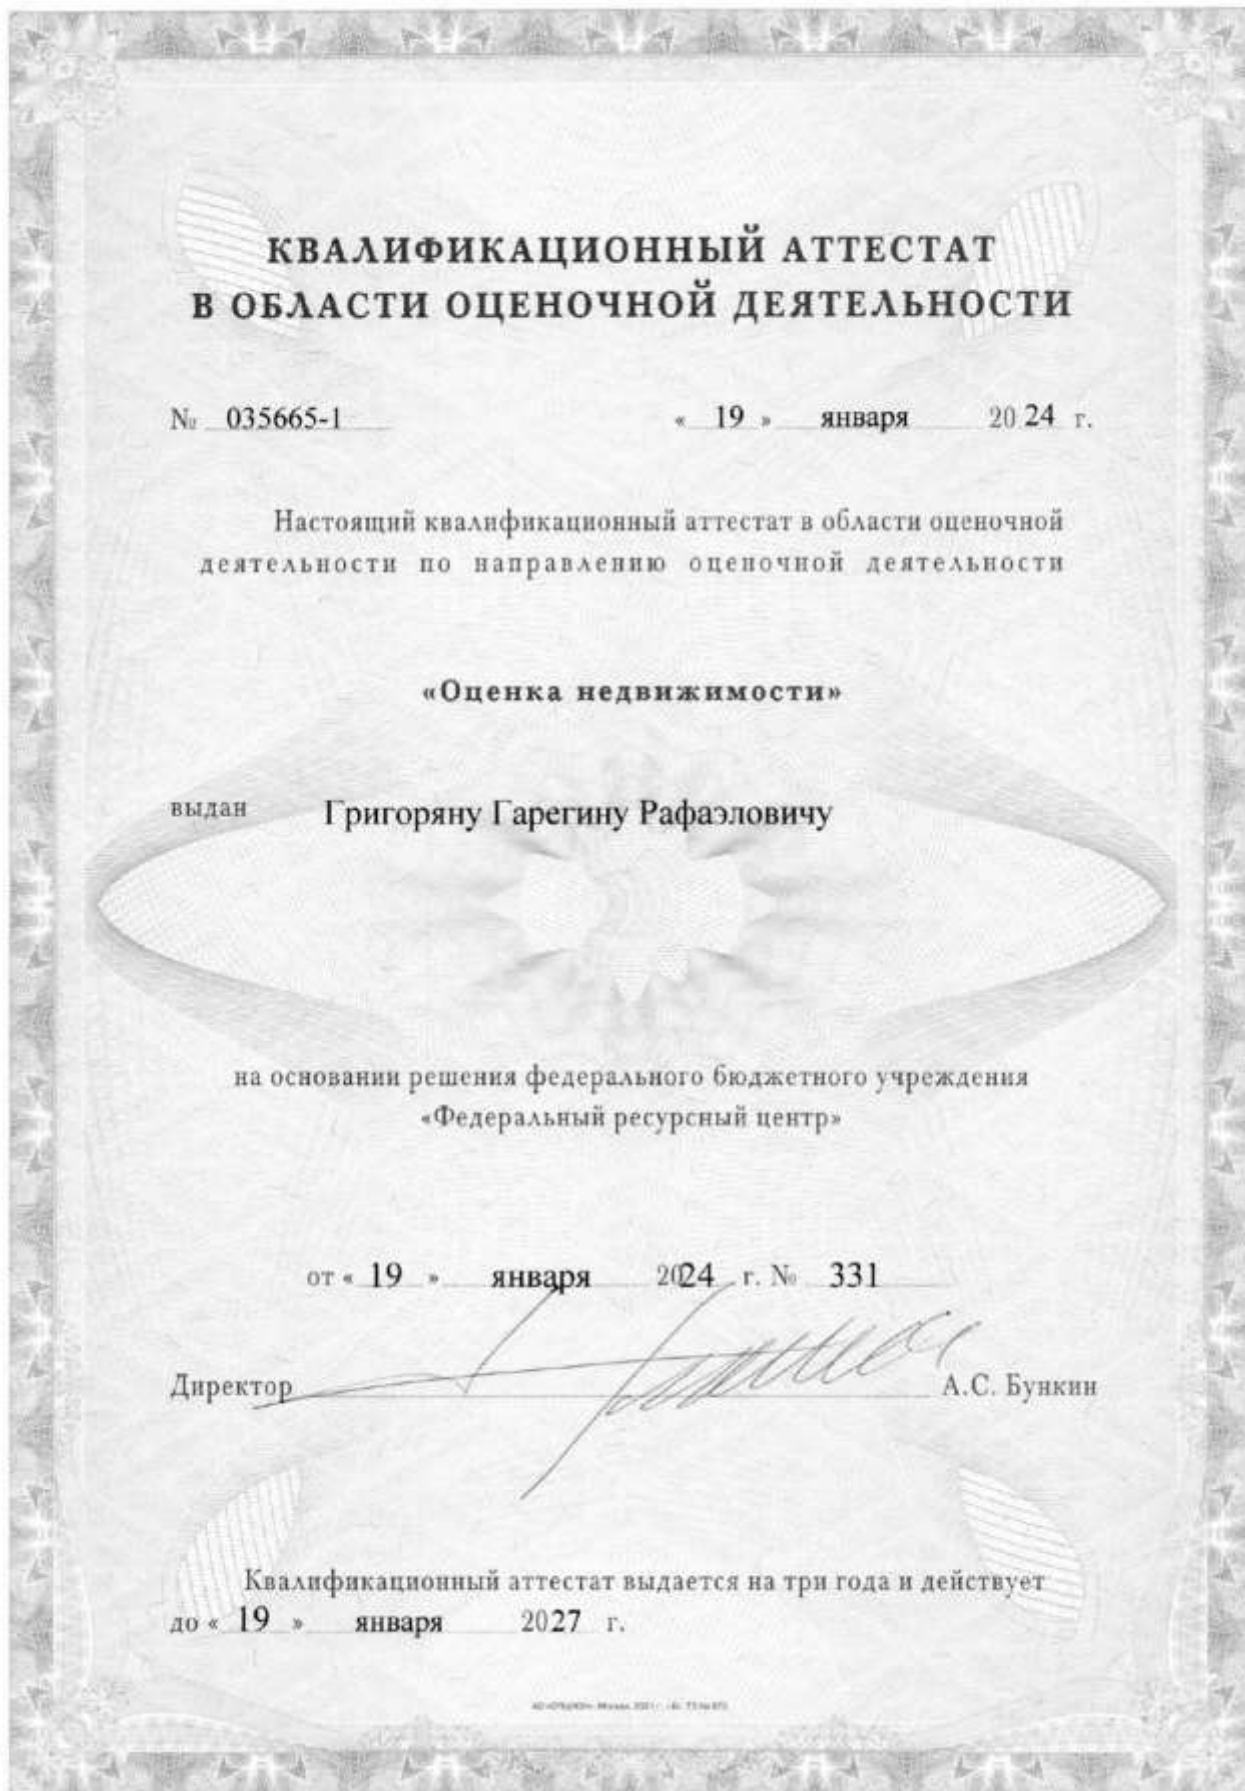 КВАЛИФИКАЦИОННЫЙ АТТЕСТАТ
В ОБЛАСТИ ОЦЕНОЧНОЙ ДЕЯТЕЛЬНОСТИ
№ 035665-1 « 19 » января 2024 г.
Настоящий квалификационный аттестат в области оценочной
деятельности по направлению оценочной деятельности
«Оценка недвижимости»
выдан Григоряну Гарегину Рафаэловичу
на основании решения федерального бюджетного учреждения
«Федеральный ресурсный центр»
от « 19 » января 2024 г. № 331
Директор А.С. Бункин
Квалификационный аттестат выдается на три года и действует
до « 19 » января 2027 г.